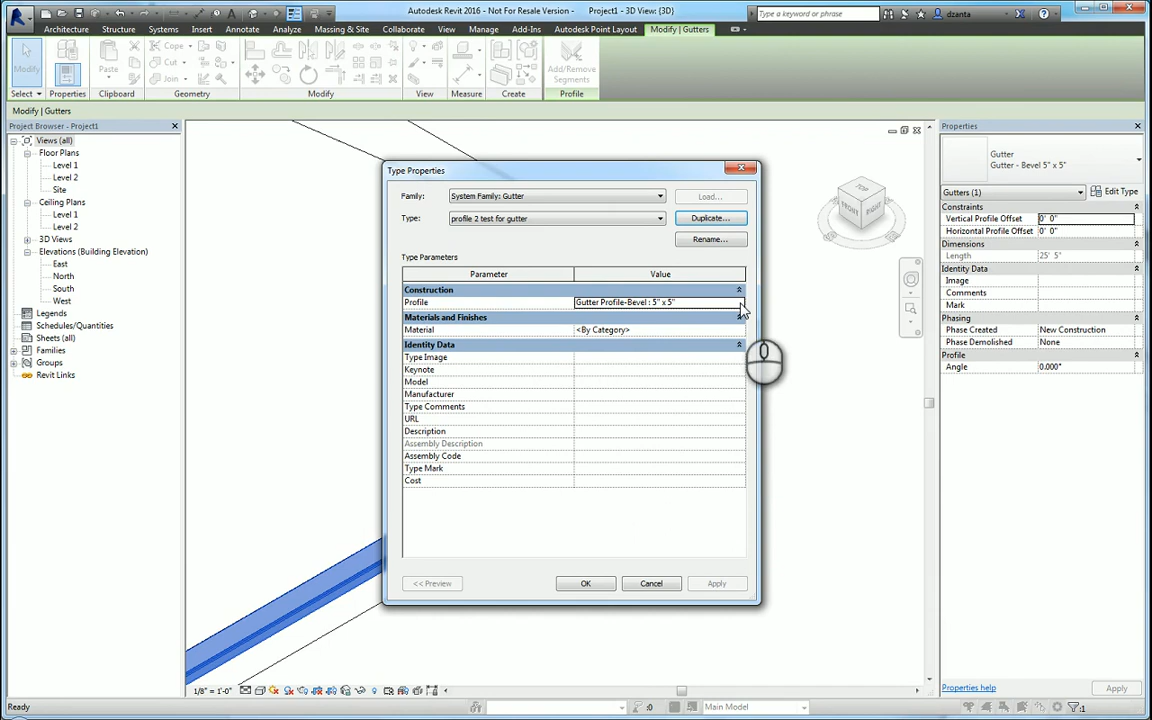 Autodesk Revit 2016 - Not For Resale Version - Project1 - 3D View: {3D}
Type a keyword or phrase
dzanta
Architecture Structure Systems Insert Annotate Analyze Massing & Site Collaborate View Manage Add-Ins Autodesk Point Layout Modify | Gutters
Modify
Paste
Cope
Cut
Join
Add/Remove
Segments
Select Properties Clipboard Geometry Modify View Measure Create Profile
Modify | Gutters
Project Browser - Project1
Views (all)
Floor Plans
Level 1
Level 2
Site
Ceiling Plans
Level 1
Level 2
3D Views
Elevations (Building Elevation)
East
North
South
West
Legends
Schedules/Quantities
Sheets (all)
Families
Groups
Revit Links
TOP
FRONT
RIGHT
Type Properties
Family: System Family: Gutter Load...
Type: profile 2 test for gutter Duplicate...
Rename...
Type Parameters
Parameter Value
Construction
Profile Gutter Profile-Bevel : 5" x 5"
Materials and Finishes
Material <By Category>
Identity Data
Type Image
Keynote
Model
Manufacturer
Type Comments
URL
Description
Assembly Description
Assembly Code
Type Mark
Cost
<< Preview OK Cancel Apply
Properties
Gutter
Gutter - Bevel 5" x 5"
Gutters (1) Edit Type
Constraints
Vertical Profile Offset 0' 0"
Horizontal Profile Offset 0' 0"
Dimensions
Length 25' 5"
Identity Data
Image
Comments
Mark
Phasing
Phase Created New Construction
Phase Demolished None
Profile
Angle 0.000°
Properties help Apply
1/8" = 1'-0"
Ready
:0
Main Model
:1